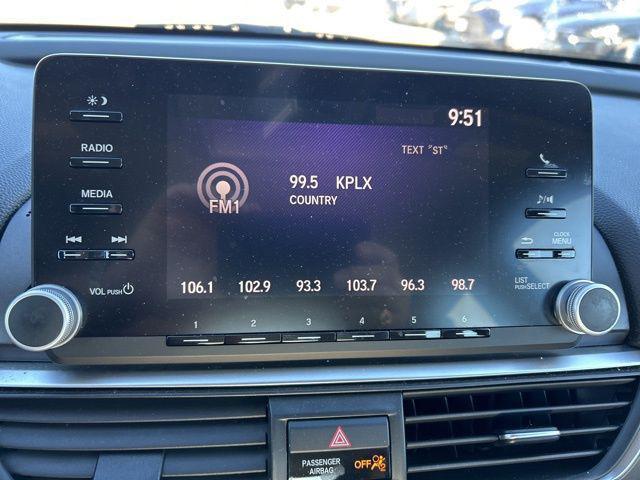 9:51
RADIO
TEXT "ST"
MEDIA
99.5 KPLX
FM1
COUNTRY
CLOCK
MENU
VOL PUSH
106.1 102.9 93.3 103.7 96.3 98.7
LIST
PUSH SELECT
1 2 3 4 5 6
PASSENGER
AIRBAG
OFF